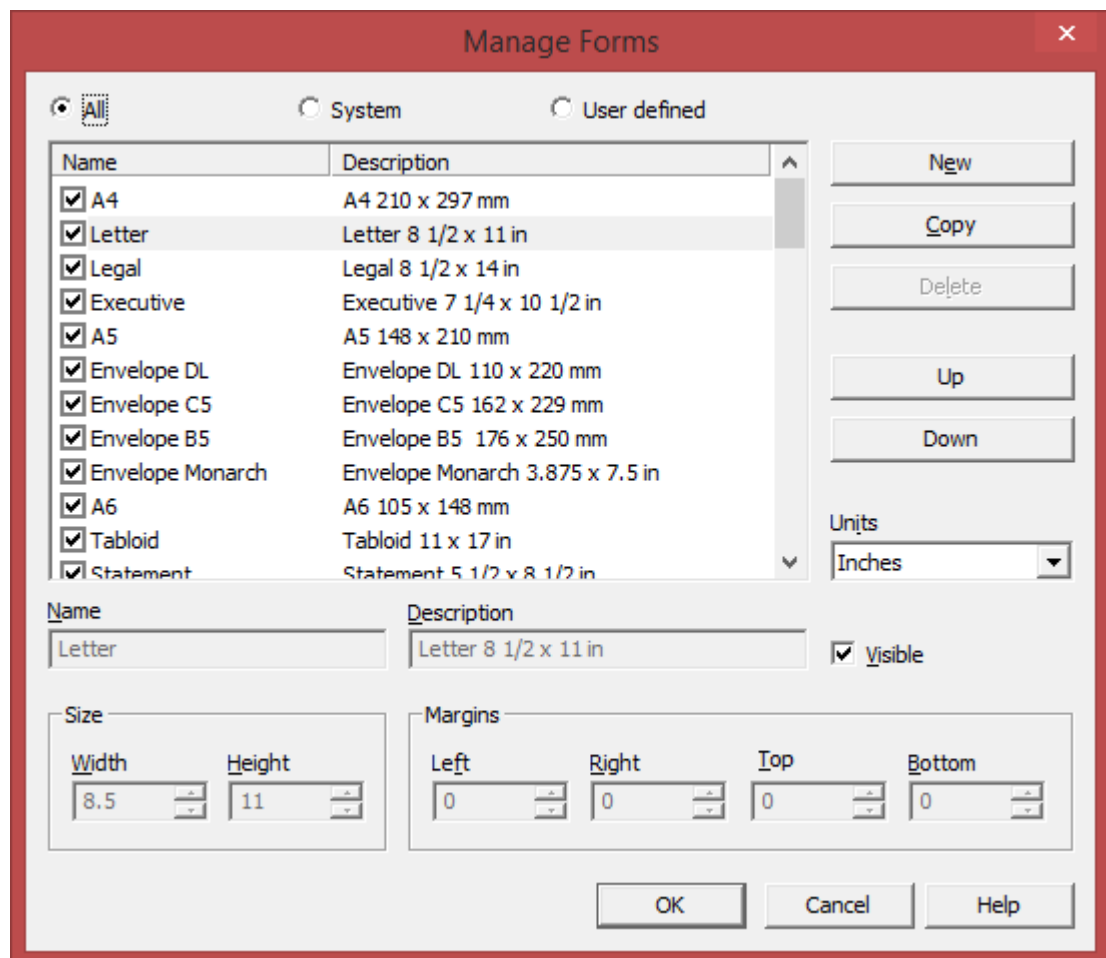 Manage Forms
All System User defined
Name Description
A4 A4 210 x 297 mm
Letter Letter 8 1/2 x 11 in
Legal Legal 8 1/2 x 14 in
Executive Executive 7 1/4 x 10 1/2 in
A5 A5 148 x 210 mm
Envelope DL Envelope DL 110 x 220 mm
Envelope C5 Envelope C5 162 x 229 mm
Envelope B5 Envelope B5 176 x 250 mm
Envelope Monarch Envelope Monarch 3.875 x 7.5 in
A6 A6 105 x 148 mm
Tabloid Tabloid 11 x 17 in
Statement Statement 5 1/2 x 8 1/2 in
New
Copy
Delete
Up
Down
Units
Inches
Name Description
Letter Letter 8 1/2 x 11 in Visible
Size Margins
Width Height Left Right Top Bottom
8.5 11 0 0 0 0
OK Cancel Help